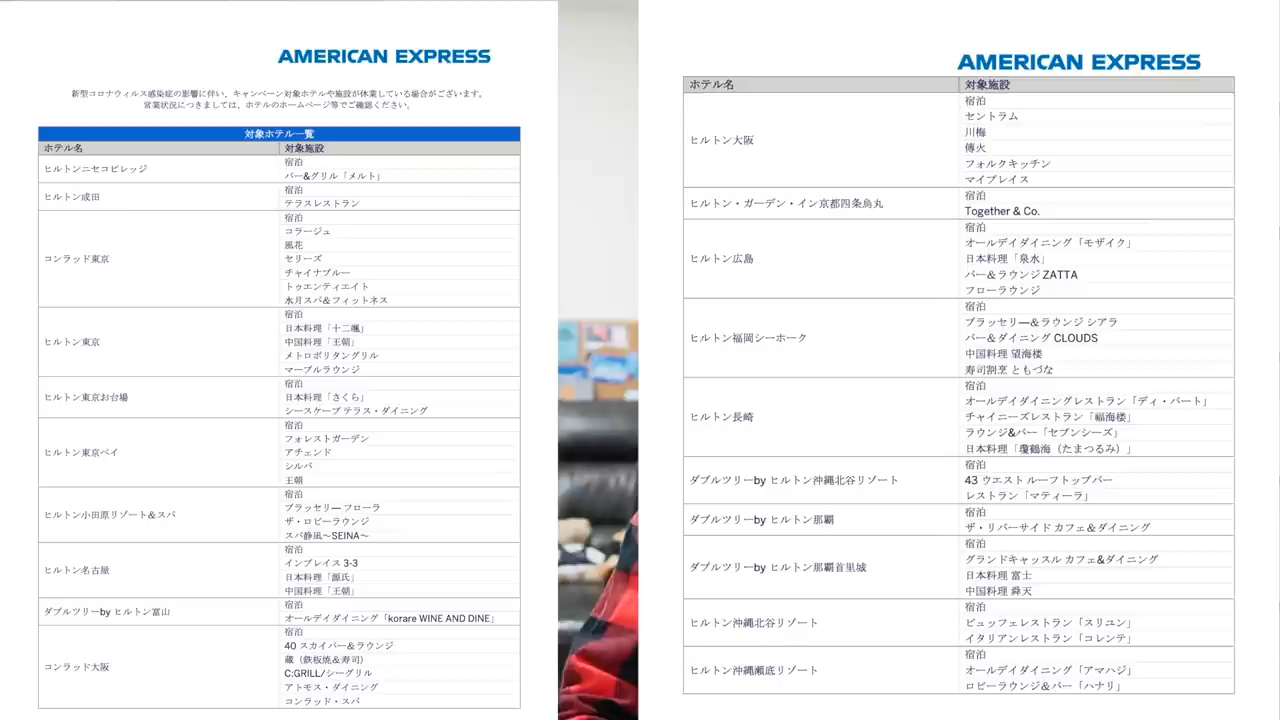 AMERICAN EXPRESS
新型コロナウィルス感染症の影響に伴い、キャンペーン対象ホテルや施設が休業している場合がございます。
営業状況につきましては、ホテルのホームページ等でご確認ください。
対象ホテル一覧
ホテル名 対象施設
ヒルトンニセコビレッジ
宿泊
バー&グリル「メルト」
ヒルトン成田
宿泊
テラスレストラン
コンラッド東京
宿泊
コラージュ
風花
セリーズ
チャイナブルー
トゥエンティエイト
水月スパ＆フィットネス
ヒルトン東京
宿泊
日本料理「十二颯」
中国料理「王朝」
メトロポリタングリル
マーブルラウンジ
ヒルトン東京お台場
宿泊
日本料理「さくら」
シースケープ テラス・ダイニング
ヒルトン東京ベイ
宿泊
フォレストガーデン
アチェンド
シルバ
王朝
ヒルトン小田原リゾート＆スパ
宿泊
ブラッセリー フローラ
ザ・ロビーラウンジ
スパ静風〜SEINA〜
ヒルトン名古屋
宿泊
インプレイス 3-3
日本料理「源氏」
中国料理「王朝」
ダブルツリーby ヒルトン富山
宿泊
オールデイダイニング「korare WINE AND DINE」
コンラッド大阪
宿泊
40 スカイバー＆ラウンジ
蔵（鉄板焼＆寿司）
C:GRILL/シーグリル
アトモス・ダイニング
コンラッド・スパ
AMERICAN EXPRESS
ホテル名 対象施設
ヒルトン大阪
宿泊
セントラム
川梅
傳火
フォルクキッチン
マイプレイス
ヒルトン・ガーデン・イン京都四条烏丸
宿泊
Together & Co.
ヒルトン広島
宿泊
オールデイダイニング「モザイク」
日本料理「泉水」
バー＆ラウンジ ZATTA
フローラウンジ
ヒルトン福岡シーホーク
宿泊
ブラッセリー＆ラウンジ シアラ
バー＆ダイニング CLOUDS
中国料理 望海楼
寿司割烹 ともづな
ヒルトン長崎
宿泊
オールデイダイニングレストラン「ディ・パート」
チャイニーズレストラン「福海楼」
ラウンジ&バー「セブンシーズ」
日本料理「瓊鶴海（たまつるみ）」
ダブルツリーby ヒルトン沖縄北谷リゾート
宿泊
43 ウエスト ルーフトップバー
レストラン「マティーラ」
ダブルツリーby ヒルトン那覇
宿泊
ザ・リバーサイド カフェ＆ダイニング
ダブルツリーby ヒルトン那覇首里城
宿泊
グランドキャッスル カフェ&ダイニング
日本料理 富士
中国料理 舜天
ヒルトン沖縄北谷リゾート
宿泊
ビュッフェレストラン「スリユン」
イタリアンレストラン「コレンテ」
ヒルトン沖縄瀬底リゾート
宿泊
オールデイダイニング「アマハジ」
ロビーラウンジ＆バー「ハナリ」